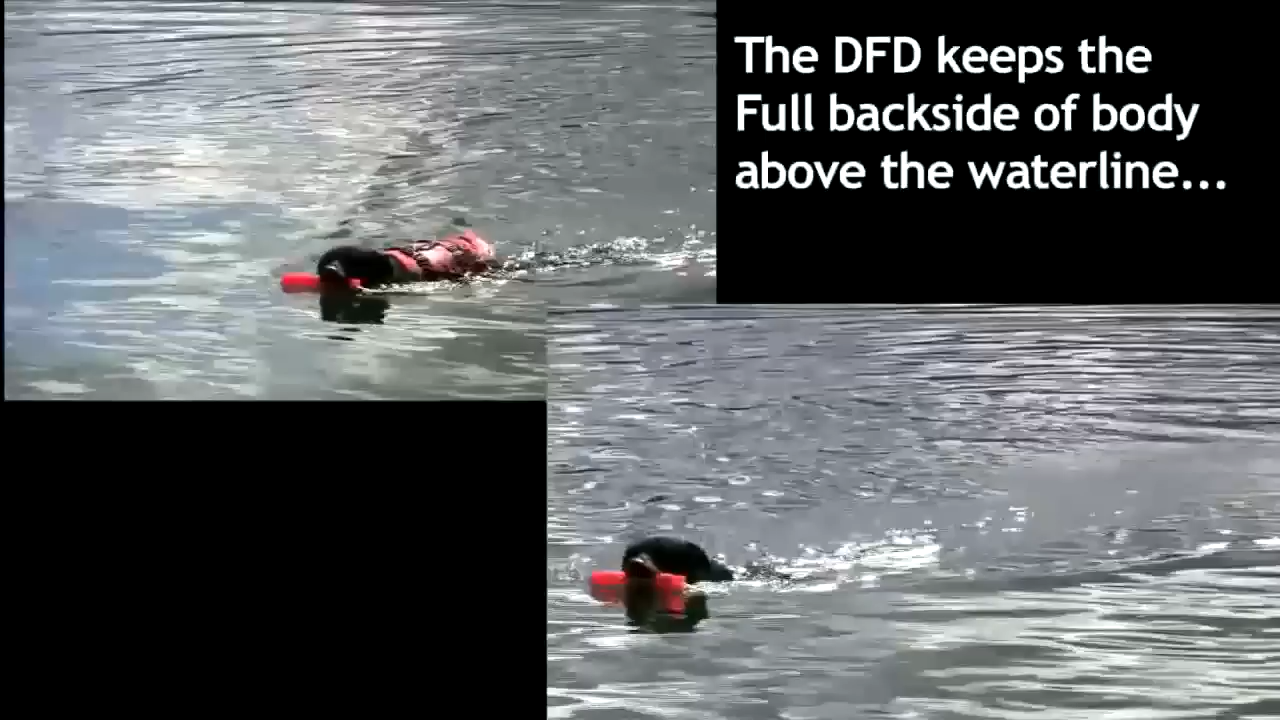 The DFD keeps the
Full backside of body
above the waterline...